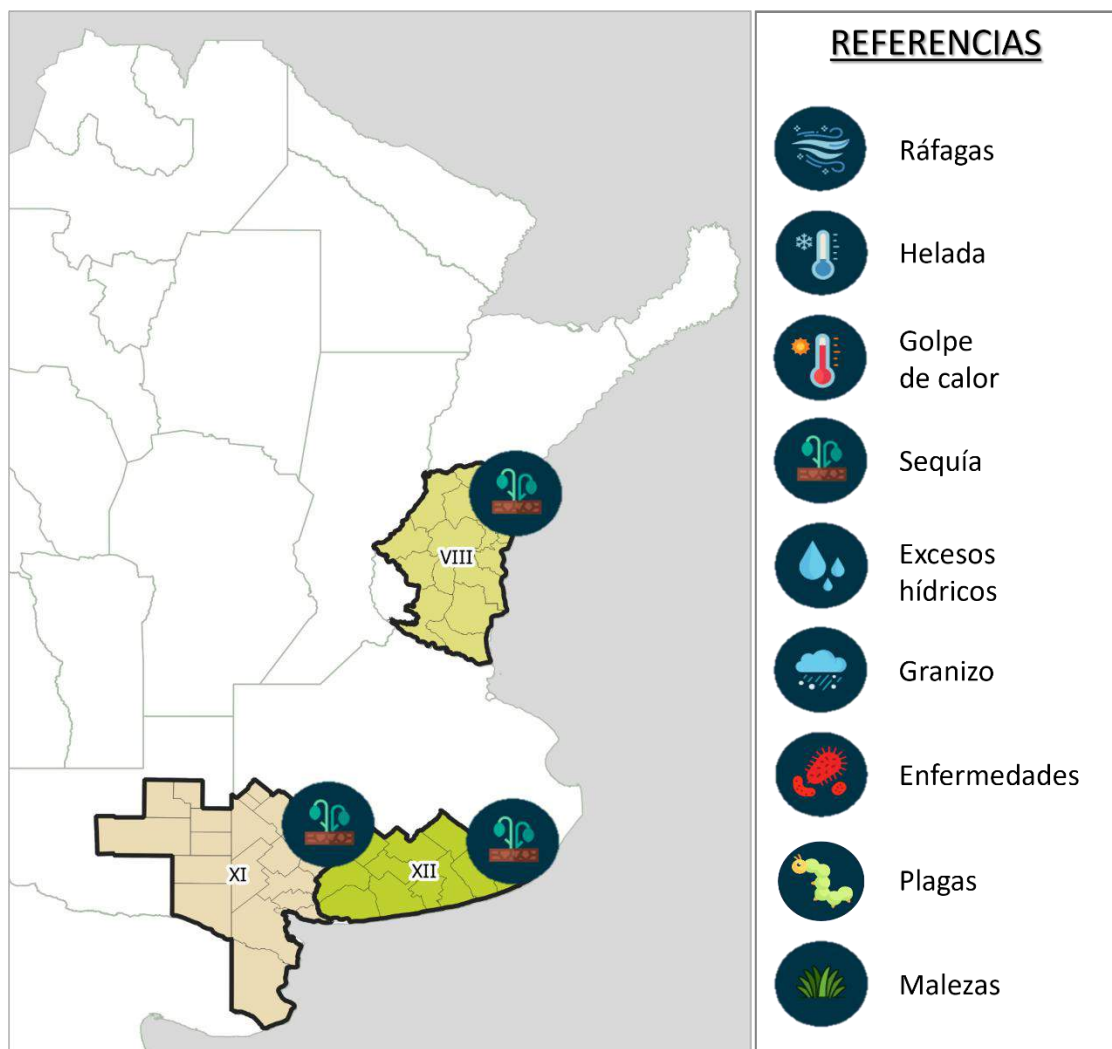 REFERENCIAS
Ráfagas
Helada
Golpe
de calor
Sequía
Excesos
hídricos
Granizo
Enfermedades
Plagas
Malezas
VIII
XI
XII